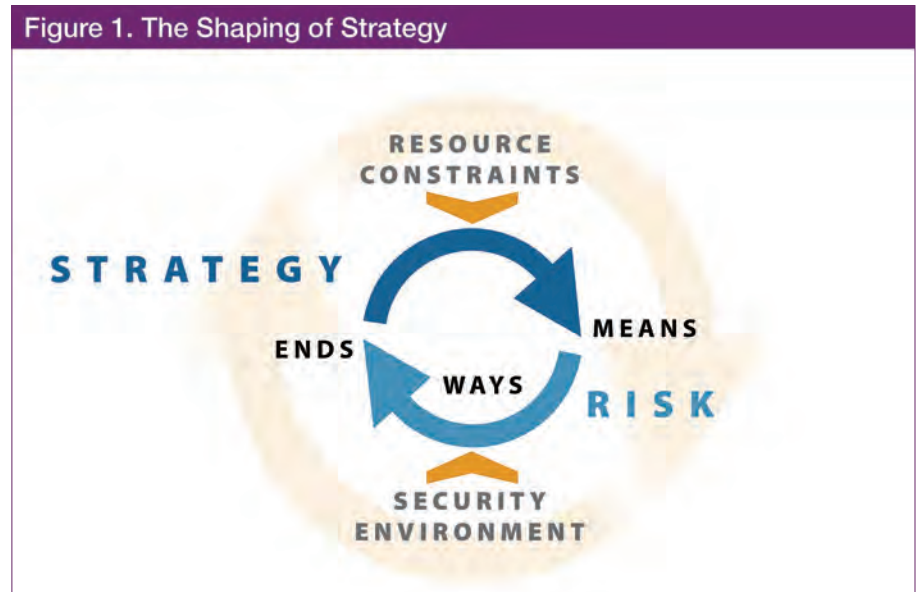 Figure 1. The Shaping of Strategy
RESOURCE
CONSTRAINTS
STRATEGY
MEANS
ENDS
WAYS
RISK
SECURITY
ENVIRONMENT